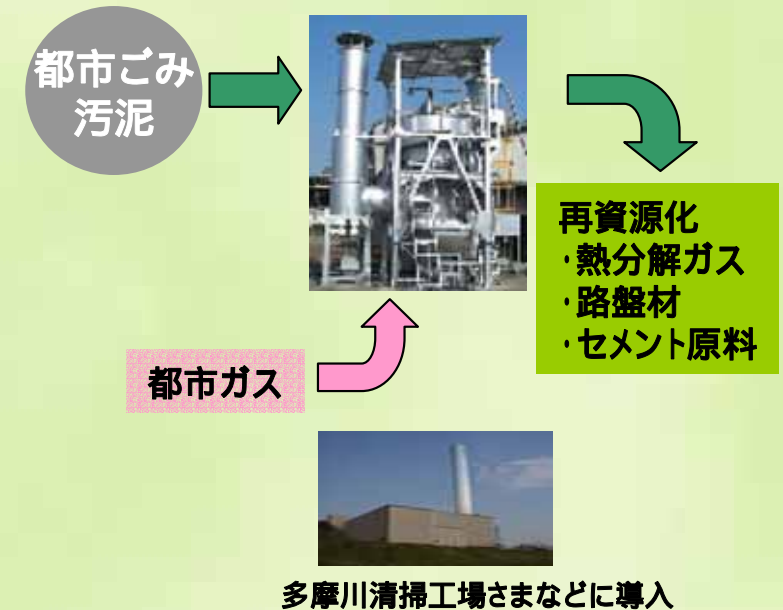 都市ごみ
汚泥
再資源化
・熱分解ガス
・路盤材
・セメント原料
都市ガス
多摩川清掃工場さまなどに導入